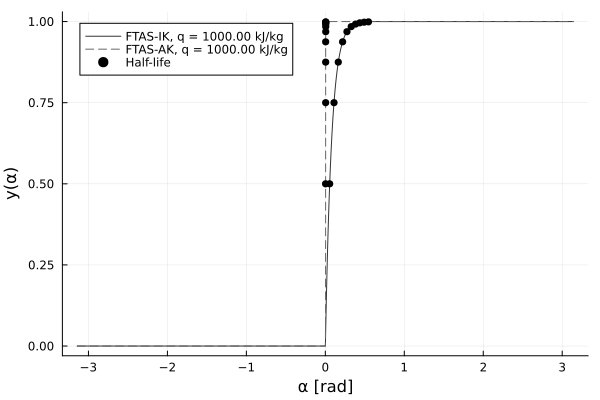 1.00
0.75
0.50
0.25
0.00
y(α)
FTAS-IK, q = 1000.00 kJ/kg
FTAS-AK, q = 1000.00 kJ/kg
Half-life
−3 −2 −1 0 1 2 3
α [rad]